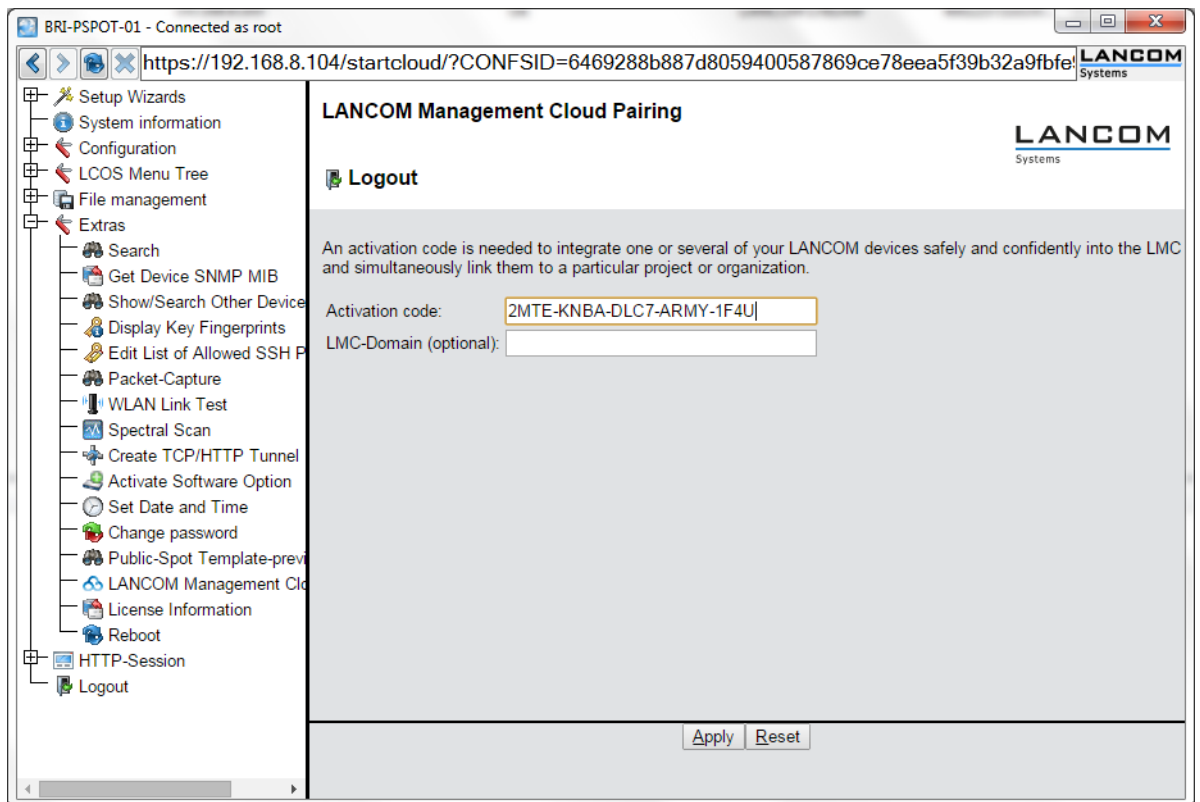 BRI-PSPOT-01 - Connected as root
https://192.168.8.104/startcloud/?CONFSID=6469288b887d8059400587869ce78eea5f39b32a9fbfe9
LANCOM
Systems
Setup Wizards
System information
Configuration
LCOS Menu Tree
File management
Extras
Search
Get Device SNMP MIB
Show/Search Other Device
Display Key Fingerprints
Edit List of Allowed SSH P
Packet-Capture
WLAN Link Test
Spectral Scan
Create TCP/HTTP Tunnel
Activate Software Option
Set Date and Time
Change password
Public-Spot Template-previ
LANCOM Management Clo
License Information
Reboot
HTTP-Session
Logout
LANCOM Management Cloud Pairing
LANCOM
Systems
Logout
An activation code is needed to integrate one or several of your LANCOM devices safely and confidently into the LMC
and simultaneously link them to a particular project or organization.
Activation code: 2MTE-KNBA-DLC7-ARMY-1F4U
LMC-Domain (optional):
Apply Reset